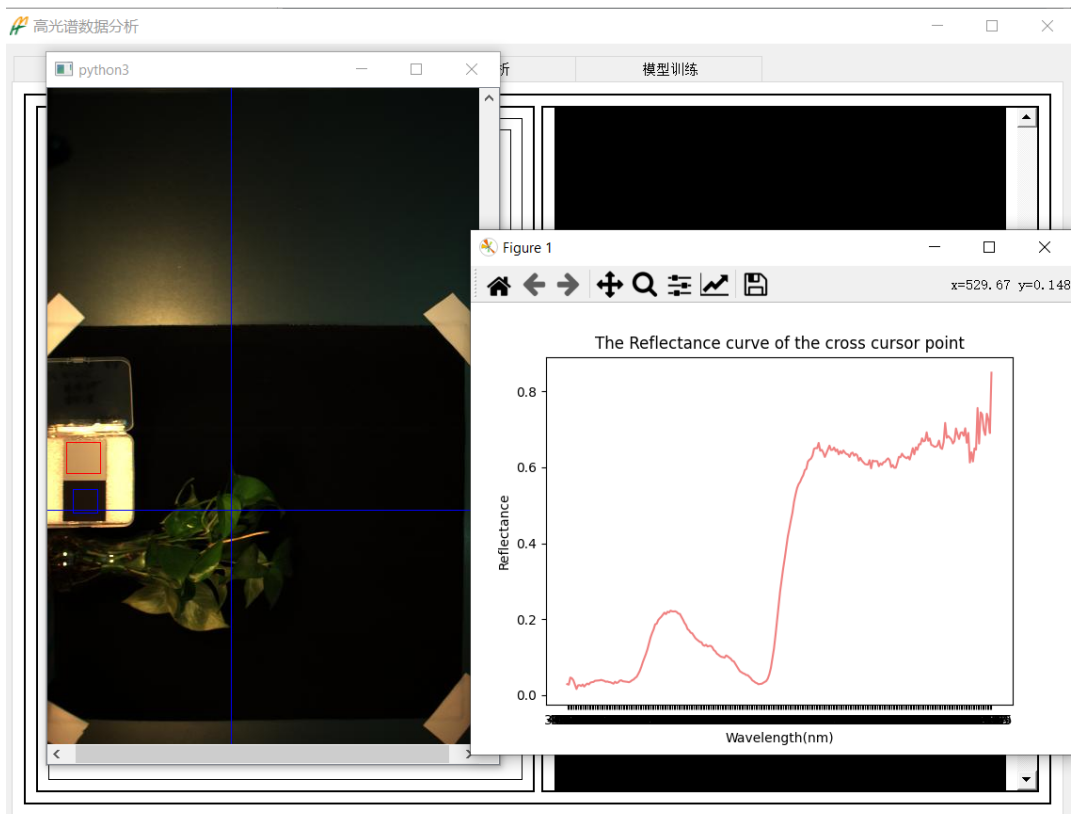 高光谱数据分析
python3
析
模型训练
Figure 1
x=529.67 y=0.148
The Reflectance curve of the cross cursor point
0.8
0.6
0.4
0.2
0.0
Reflectance
Wavelength(nm)